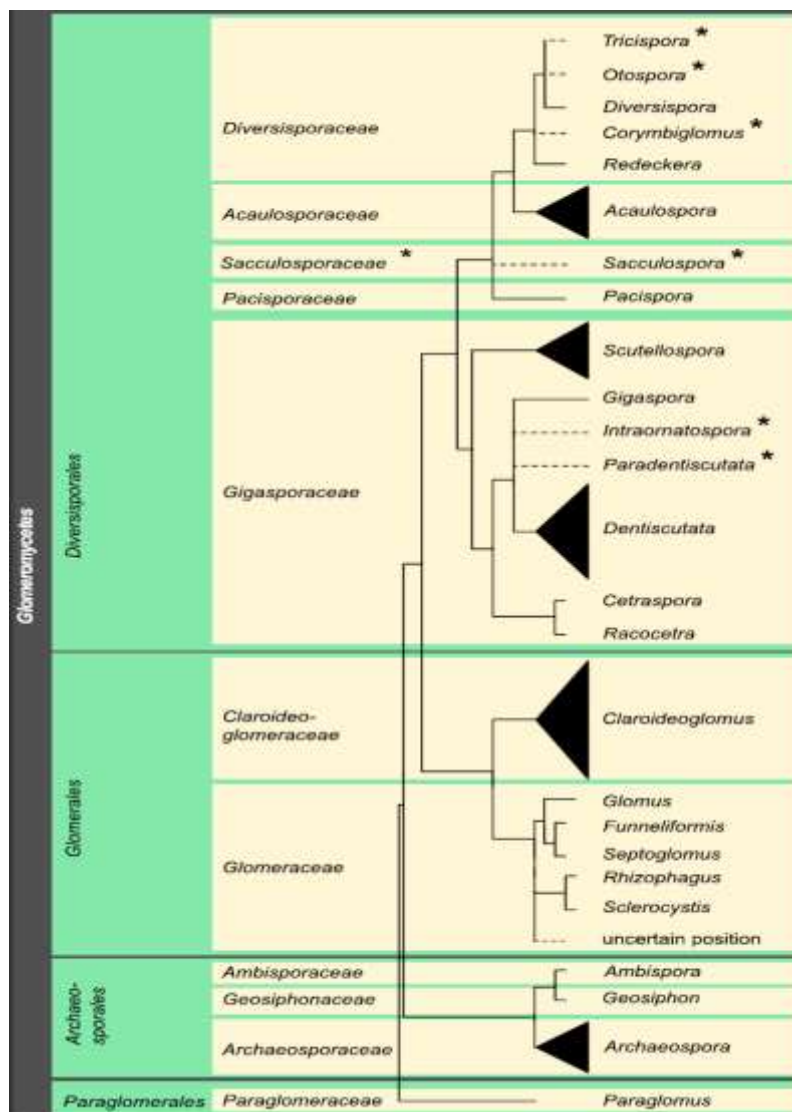 Glomeromycetes
Diversisporales
Diversisporaceae
Tricispora *
Otospora *
Diversispora
Corymbiglomus *
Redeckera
Acaulosporaceae
Acaulospora
Sacculosporaceae *
Sacculospora *
Pacisporaceae
Pacispora
Gigasporaceae
Scutellospora
Gigaspora
Intraornatospora *
Paradentiscutata *
Dentiscutata
Cetraspora
Racocetra
Glomerales
Claroideo-
glomeraceae
Claroideoglomus
Glomeraceae
Glomus
Funneliformis
Septoglomus
Rhizophagus
Sclerocystis
uncertain position
Archaeo-
sporales
Ambisporaceae
Ambispora
Geosiphonaceae
Geosiphon
Archaeosporaceae
Archaeospora
Paraglomerales
Paraglomeraceae
Paraglomus